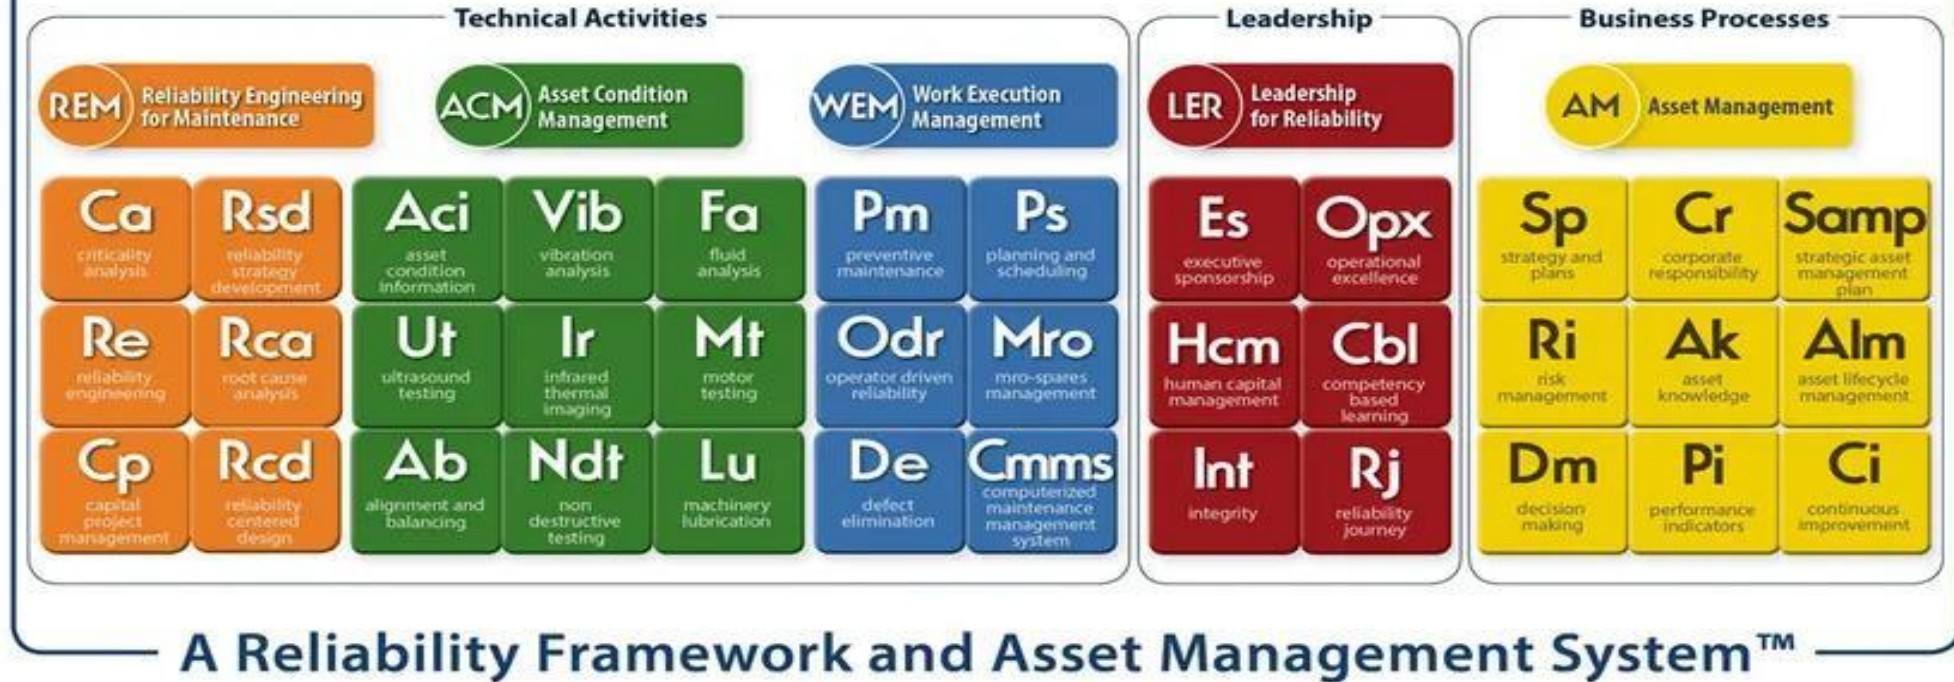 Technical Activities
Leadership
Business Processes
REM
Reliability Engineering
for Maintenance
ACM
Asset Condition
Management
WEM
Work Execution
Management
LER
Leadership
for Reliability
AM
Asset Management
Ca
criticality
analysis
Rsd
reliability
strategy
development
Aci
asset
condition
information
Vib
vibration
analysis
Fa
fluid
analysis
Pm
preventive
maintenance
Ps
planning and
scheduling
Es
executive
sponsorship
Opx
operational
excellence
Sp
strategy and
plans
Cr
corporate
responsibility
Samp
strategic asset
management
plan
Re
reliability
engineering
Rca
root cause
analysis
Ut
ultrasound
testing
Ir
infrared
thermal
imaging
Mt
motor
testing
Odr
operator driven
reliability
Mro
mro-spares
management
Hcm
human capital
management
Cbl
competency
based
learning
Ri
risk
management
Ak
asset
knowledge
Alm
asset lifecycle
management
Cp
capital
project
management
Rcd
reliability
centered
design
Ab
alignment and
balancing
Ndt
non
destructive
testing
Lu
machinery
lubrication
De
defect
elimination
Cmms
computerized
maintenance
management
system
Int
integrity
Rj
reliability
journey
Dm
decision
making
Pi
performance
indicators
Ci
continuous
improvement
A Reliability Framework and Asset Management System™